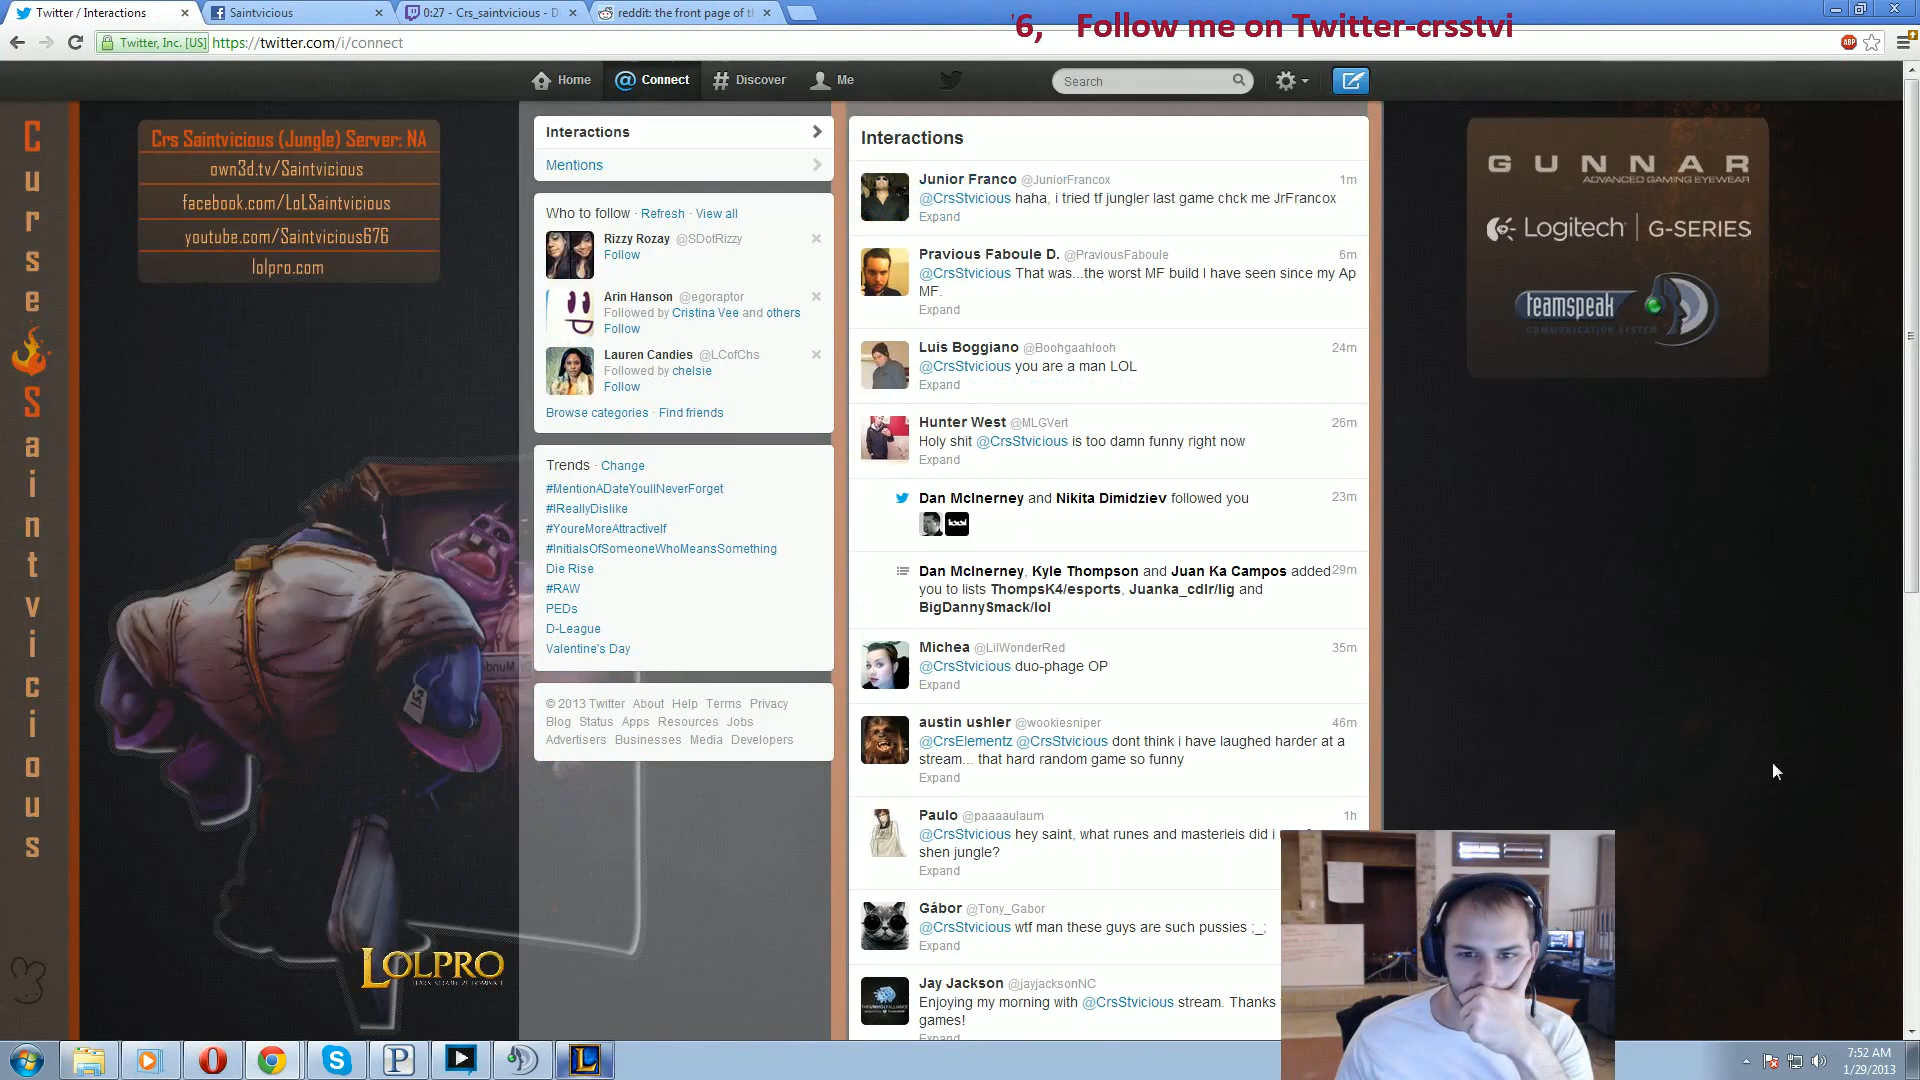 Twitter / Interactions
Saintvicious
0:27 - Crs_saintvicious - D
reddit: the front page of t
'6, Follow me on Twitter-crsstvi
Twitter, Inc. [US] https://twitter.com/i/connect
ABP
Home
Connect
Discover
Me
Search
Curse
Saintvicious
Crs Saintvicious (Jungle) Server: NA
own3d.tv/Saintvicious
facebook.com/LoLSaintvicious
youtube.com/Saintvicious676
lolpro.com
Interactions
Mentions
Who to follow · Refresh · View all
Rizzy Rozay @SDotRizzy
Follow
Arin Hanson @egoraptor
Followed by Cristina Vee and others
Follow
Lauren Candies @LCofChs
Followed by chelsie
Follow
Browse categories · Find friends
Trends · Change
#MentionADateYoullNeverForget
#IReallyDislike
#YoureMoreAttractiveIf
#InitialsOfSomeoneWhoMeansSomething
Die Rise
#RAW
PEDs
D-League
Valentine's Day
© 2013 Twitter About Help Terms Privacy
Blog Status Apps Resources Jobs
Advertisers Businesses Media Developers
LOLPRO
Interactions
Junior Franco @JuniorFrancox 1m
@CrsStvicious haha, i tried tf jungler last game chck me JrFrancox
Expand
Pravious Faboule D. @PraviousFaboule 6m
@CrsStvicious That was...the worst MF build I have seen since my Ap
MF.
Expand
Luis Boggiano @Boohgaahlooh 24m
@CrsStvicious you are a man LOL
Expand
Hunter West @MLGVert 26m
Holy shit @CrsStvicious is too damn funny right now
Expand
Dan McInerney and Nikita Dimidziev followed you 23m
Dan McInerney, Kyle Thompson and Juan Ka Campos added 29m
you to lists ThompsK4/esports, Juanka_cdlr/lig and
BigDannySmack/lol
Michea @LilWonderRed 35m
@CrsStvicious duo-phage OP
Expand
austin ushler @wookiesniper 46m
@CrsElementz @CrsStvicious dont think i have laughed harder at a
stream... that hard random game so funny
Expand
Paulo @paaaaulaum 1h
@CrsStvicious hey saint, what runes and masterieis did i
shen jungle?
Expand
Gábor @Tony_Gabor
@CrsStvicious wtf man these guys are such pussies ;_;
Expand
Jay Jackson @jayjacksonNC
Enjoying my morning with @CrsStvicious stream. Thanks
games!
Expand
GUNNAR
ADVANCED GAMING EYEWEAR
Logitech | G-SERIES
teamspeak
COMMUNICATION SYSTEM
7:52 AM
1/29/2013